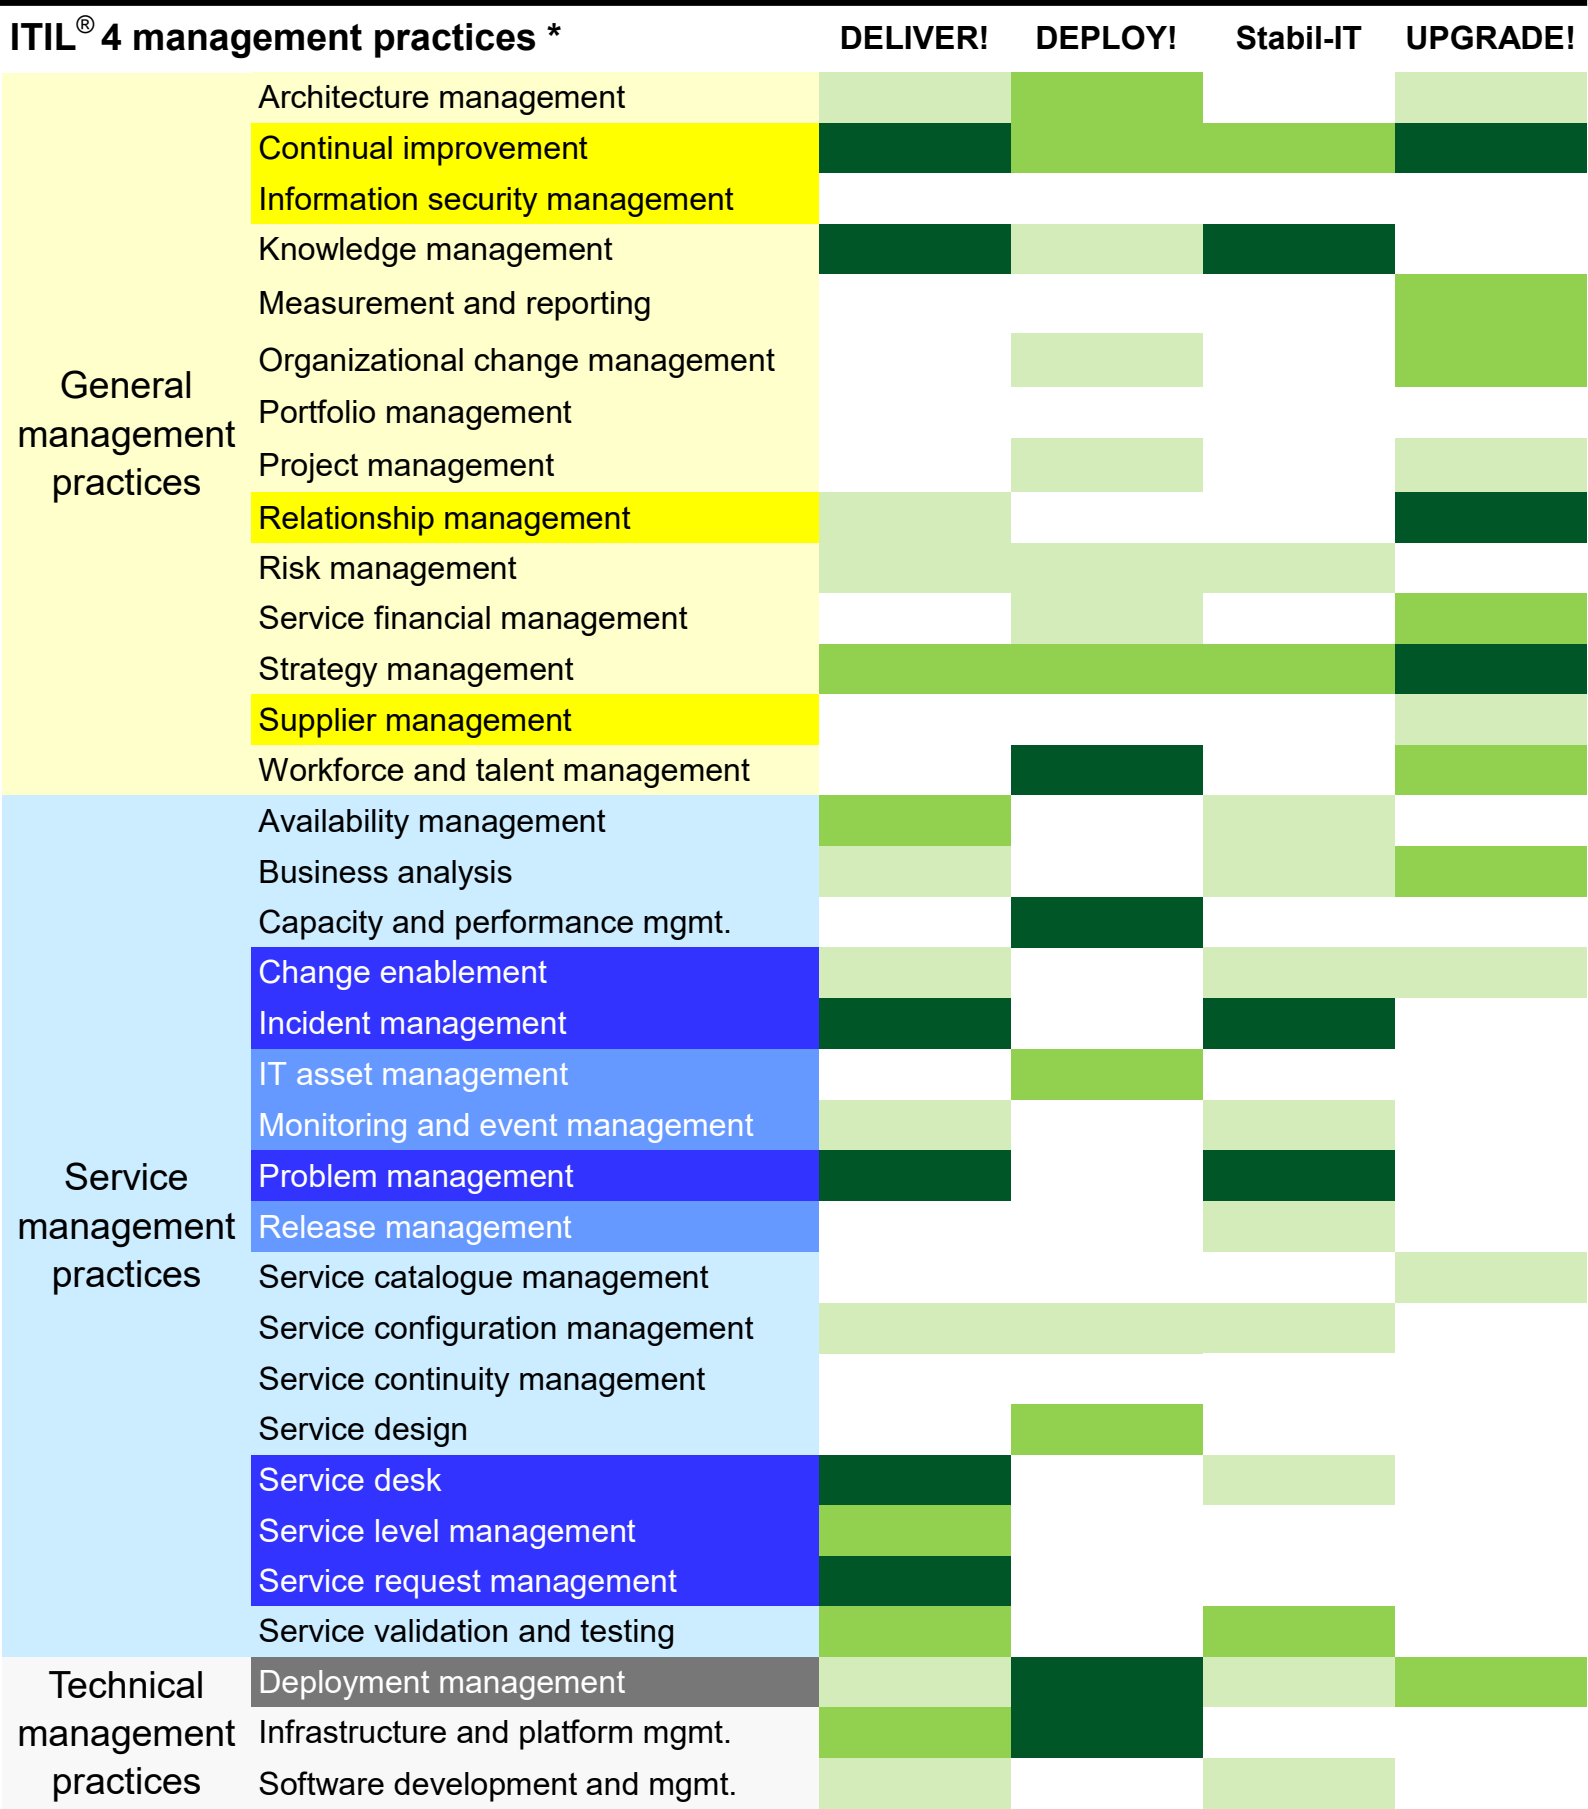 ITIL® 4 management practices * DELIVER! DEPLOY! Stabil-IT UPGRADE!
General
management
practices
Architecture management
Continual improvement
Information security management
Knowledge management
Measurement and reporting
Organizational change management
Portfolio management
Project management
Relationship management
Risk management
Service financial management
Strategy management
Supplier management
Workforce and talent management
Service
management
practices
Availability management
Business analysis
Capacity and performance mgmt.
Change enablement
Incident management
IT asset management
Monitoring and event management
Problem management
Release management
Service catalogue management
Service configuration management
Service continuity management
Service design
Service desk
Service level management
Service request management
Service validation and testing
Technical
management
practices
Deployment management
Infrastructure and platform mgmt.
Software development and mgmt.